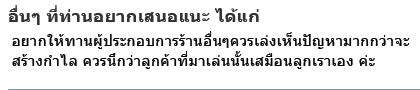 อื่นๆ ที่ท่านอยากเสนอแนะ ได้แก่
อยากให้ทานผู้ประกอบการร้านอื่นๆควรเล่งเห็นปัญหามากกว่าจะ
สร้างกำไล ควรนึกว่าลูกค้าที่มาเล่นนั้นเสมือนลูกเราเอง ค่ะ